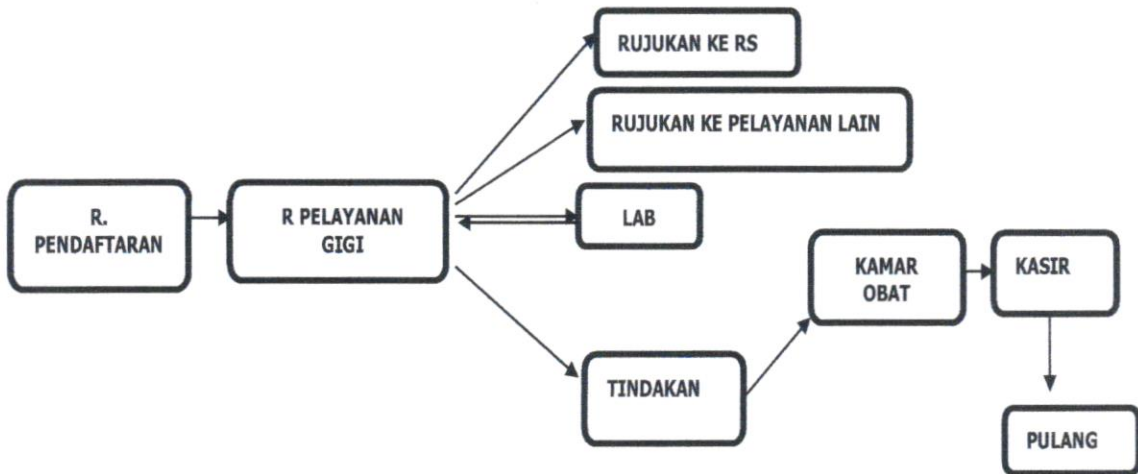 RUJUKAN KE RS
RUJUKAN KE PELAYANAN LAIN
R.
PENDAFTARAN
R PELAYANAN
GIGI
LAB
KAMAR
OBAT
KASIR
TINDAKAN
PULANG